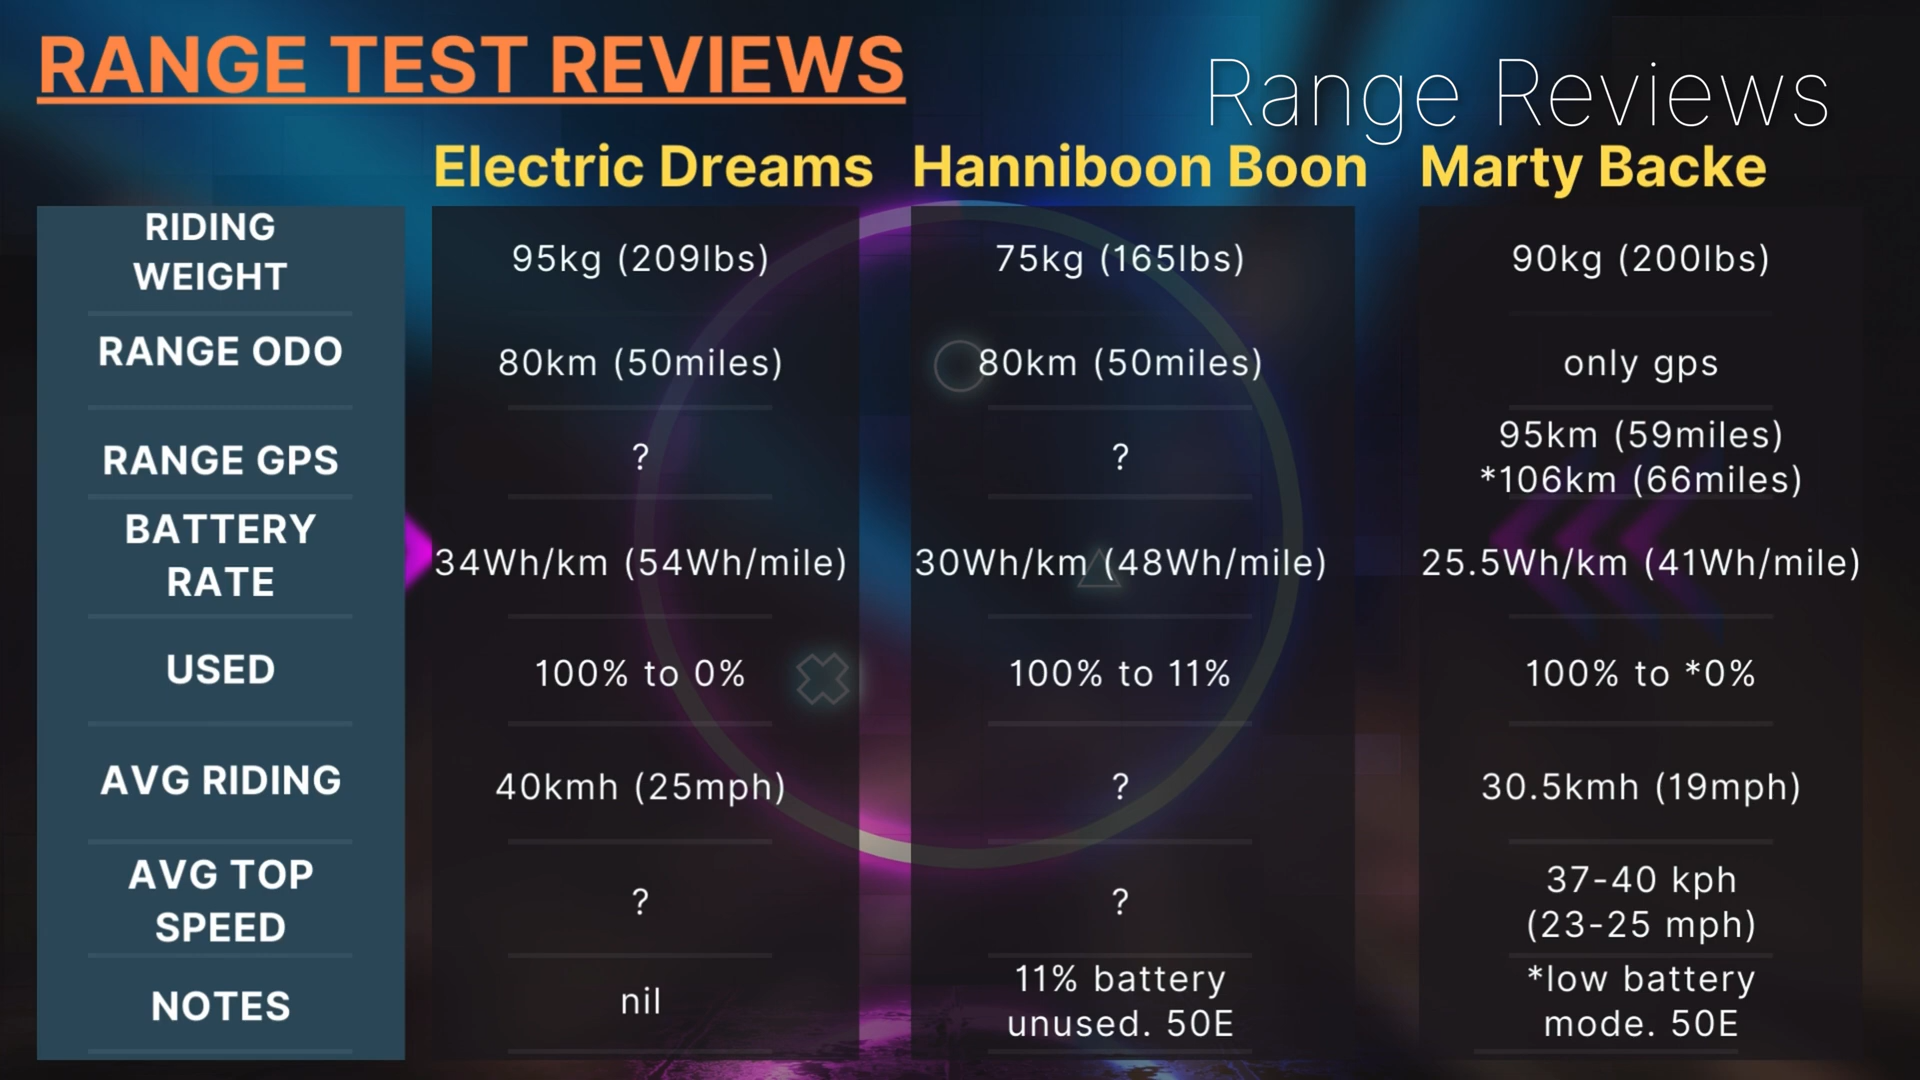 RANGE TEST REVIEWS
Range Reviews
Electric Dreams Hanniboon Boon Marty Backe
RIDING
WEIGHT
95kg (209lbs) 75kg (165lbs) 90kg (200lbs)
RANGE ODO 80km (50miles) 80km (50miles) only gps
RANGE GPS ? ? 95km (59miles)
*106km (66miles)
BATTERY
RATE
34Wh/km (54Wh/mile) 30Wh/km (48Wh/mile) 25.5Wh/km (41Wh/mile)
USED 100% to 0% 100% to 11% 100% to *0%
AVG RIDING 40kmh (25mph) ? 30.5kmh (19mph)
AVG TOP
SPEED
? ? 37-40 kph
(23-25 mph)
NOTES nil 11% battery
unused. 50E
*low battery
mode. 50E